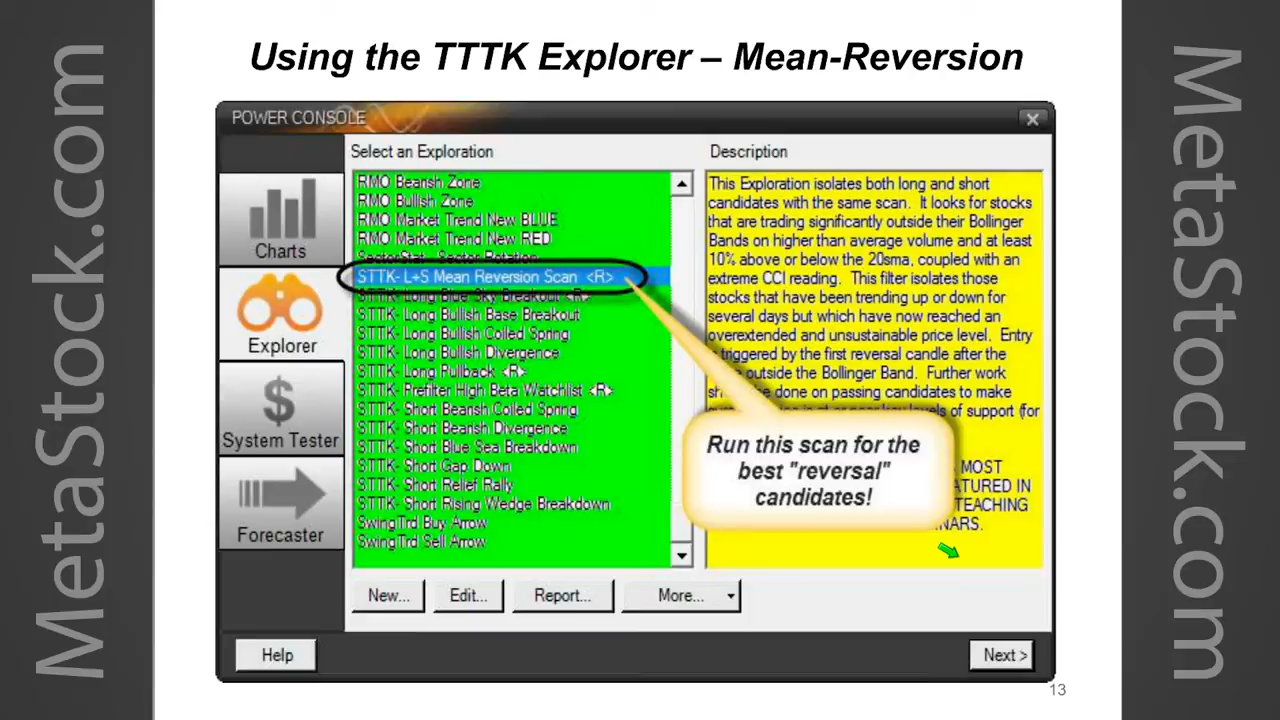 Using the TTTK Explorer – Mean-Reversion
MetaStock.com
POWER CONSOLE
Select an Exploration
Charts
Explorer
System Tester
Forecaster
RMO Bearish Zone
RMO Bullish Zone
RMO Market Trend New BLUE
RMO Market Trend New RED
SectorStat - Sector Rotation
STTK- L+S Mean Reversion Scan <R>
STTK- Long Blue Sky Breakout <R>
STTK- Long Bullish Base Breakout
STTK- Long Bullish Coiled Spring
STTK- Long Bullish Divergence
STTK- Long Pullback <R>
STTK- Prefilter High Beta Watchlist <R>
STTK- Short Bearish Coiled Spring
STTK- Short Bearish Divergence
STTK- Short Blue Sea Breakdown
STTK- Short Gap Down
STTK- Short Relief Rally
STTK- Short Rising Wedge Breakdown
SwingTrd Buy Arrow
SwingTrd Sell Arrow
Description
This Exploration isolates both long and short
candidates with the same scan. It looks for stocks
that are trading significantly outside their Bollinger
Bands on higher than average volume and at least
10% above or below the 20sma, coupled with an
extreme CCI reading. This filter isolates those
stocks that have been trending up or down for
several days but which have now reached an
overextended and unsustainable price level. Entry
is triggered by the first reversal candle after the
outside the Bollinger Band. Further work
done on passing candidates to make
key levels of support (for
MOST
IN
TEACHING
Run this scan for the
best "reversal"
candidates!
New...
Edit...
Report...
More...
Help
Next >
13
MetaStock.com